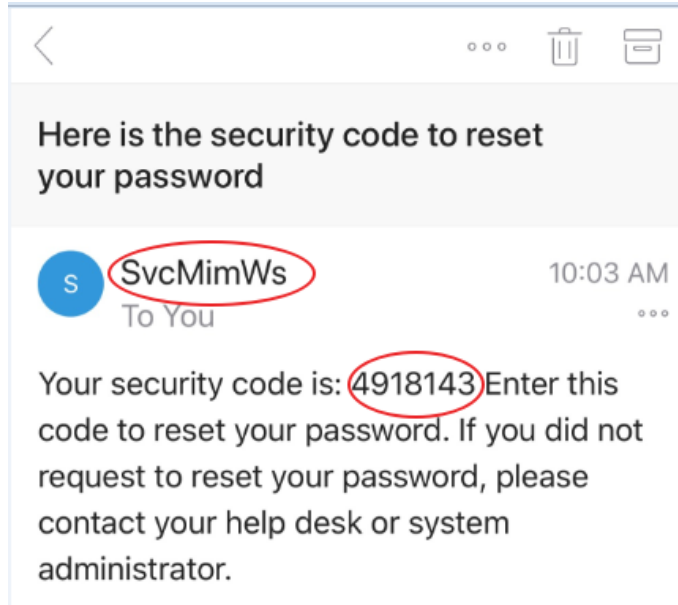 Here is the security code to reset
your password
S
SvcMimWs
10:03 AM
To You
Your security code is: 4918143 Enter this
code to reset your password. If you did not
request to reset your password, please
contact your help desk or system
administrator.